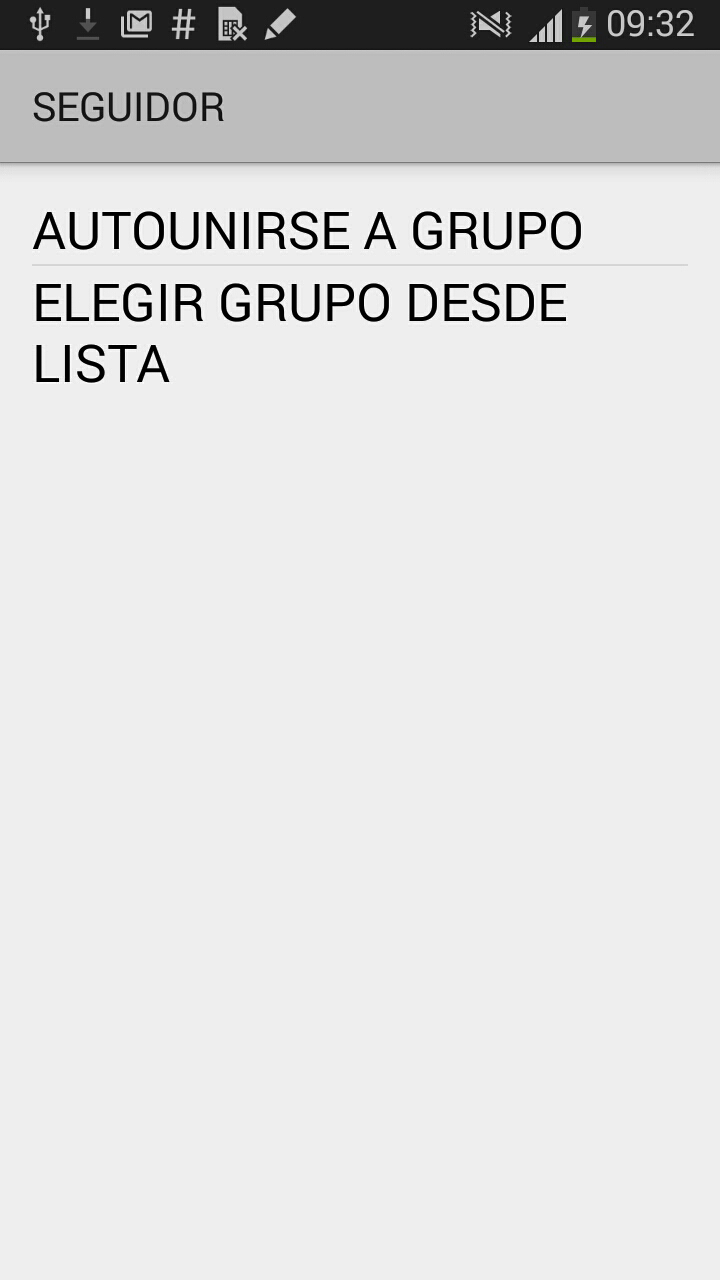 09:32
SEGUIDOR
AUTOUNIRSE A GRUPO
ELEGIR GRUPO DESDE
LISTA